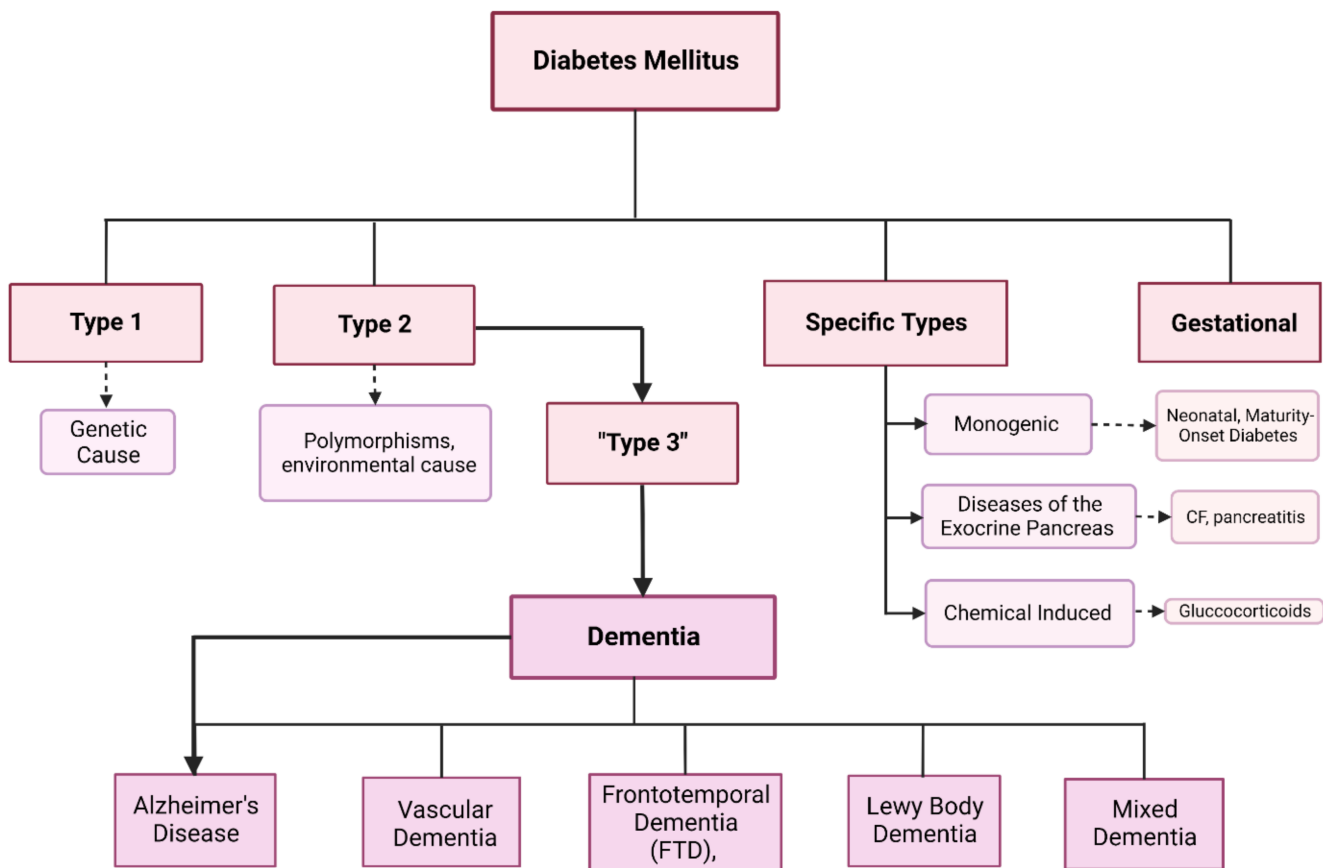 Diabetes Mellitus
Type 1
Type 2
Specific Types
Gestational
Genetic
Cause
Polymorphisms,
environmental cause
"Type 3"
Monogenic
Neonatal, Maturity-
Onset Diabetes
Diseases of the
Exocrine Pancreas
CF, pancreatitis
Chemical Induced
Gluccocorticoids
Dementia
Alzheimer's
Disease
Vascular
Dementia
Frontotemporal
Dementia
(FTD),
Lewy Body
Dementia
Mixed
Dementia